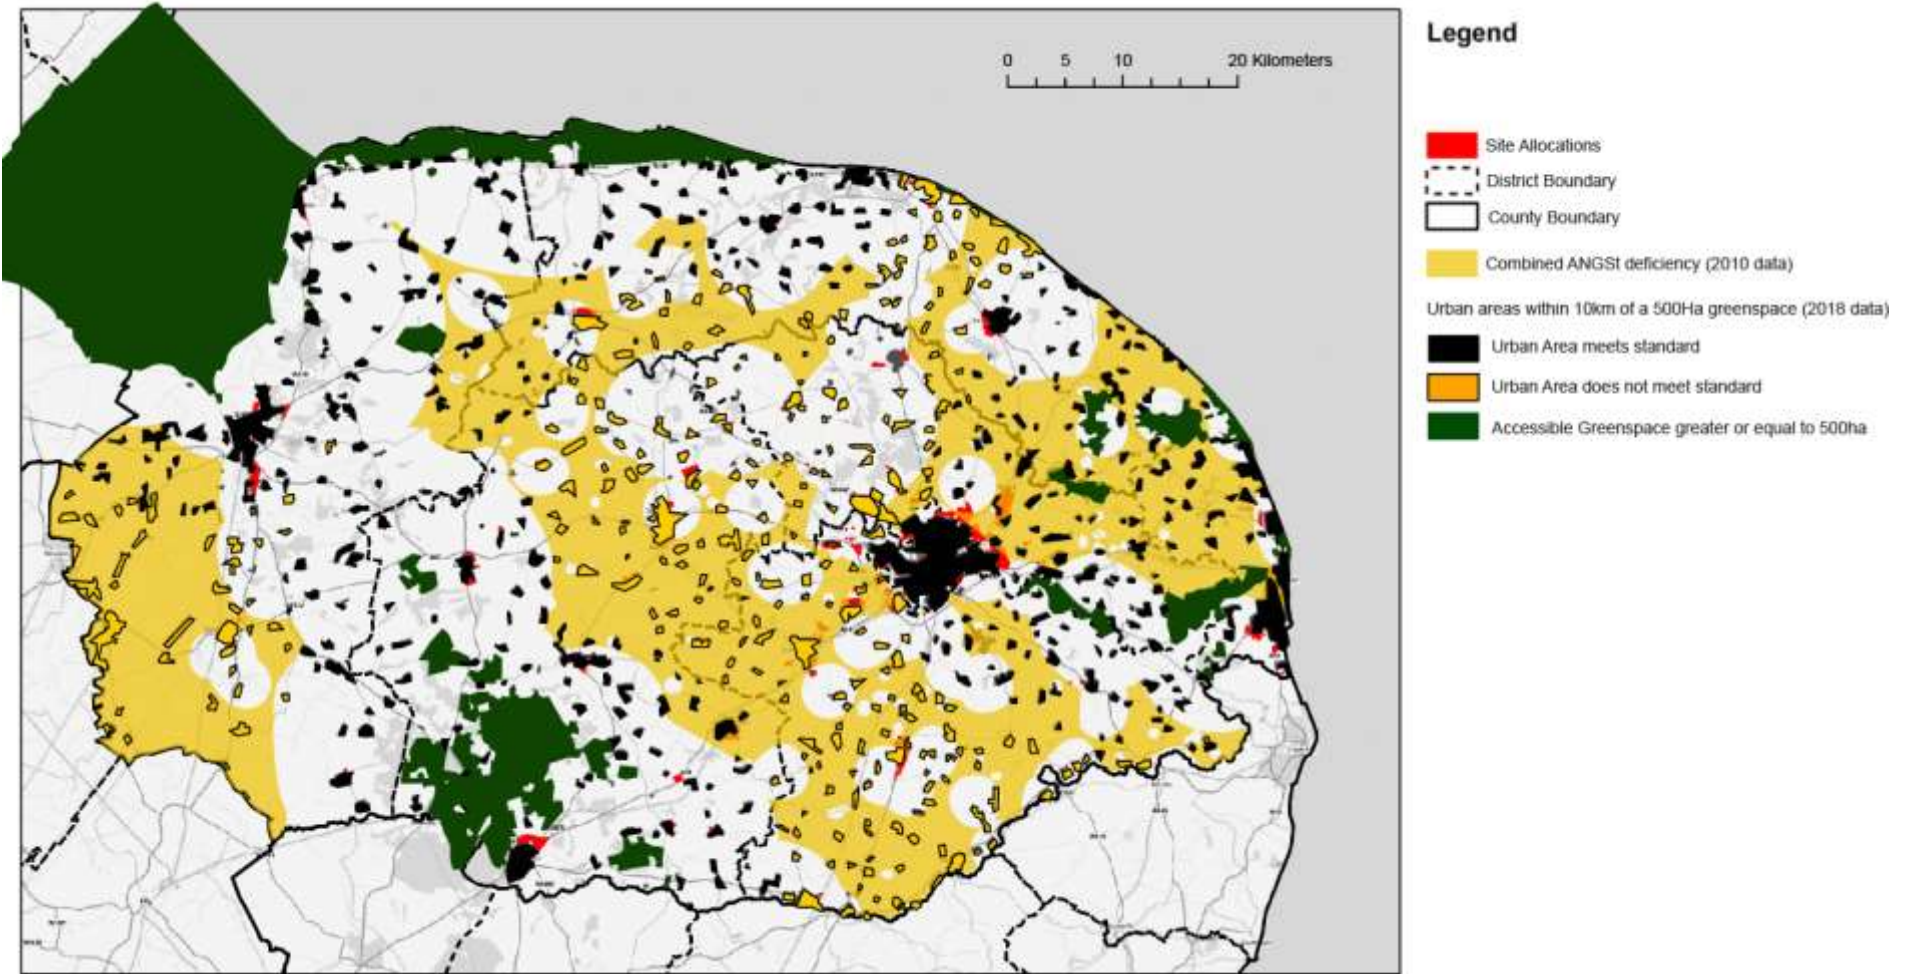 Legend
0 5 10 20 Kilometers
Site Allocations
District Boundary
County Boundary
Combined ANGSt deficiency (2010 data)
Urban areas within 10km of a 500Ha greenspace (2018 data)
Urban Area meets standard
Urban Area does not meet standard
Accessible Greenspace greater or equal to 500ha